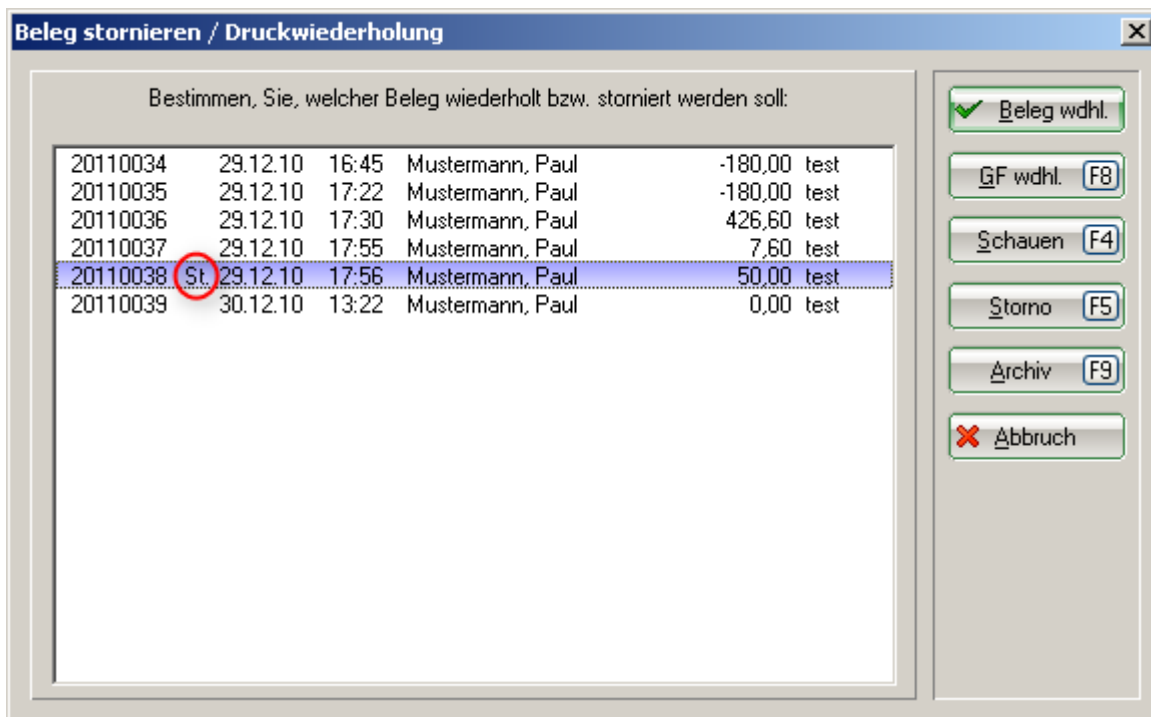 Beleg stornieren / Druckwiederholung
Bestimmen, Sie, welcher Beleg wiederholt bzw. storniert werden soll:
20110034 29.12.10 16:45 Mustermann, Paul -180,00 test
20110035 29.12.10 17:22 Mustermann, Paul -180,00 test
20110036 29.12.10 17:30 Mustermann, Paul 426,60 test
20110037 29.12.10 17:55 Mustermann, Paul 7,60 test
20110038 St. 29.12.10 17:56 Mustermann, Paul 50,00 test
20110039 30.12.10 13:22 Mustermann, Paul 0,00 test
Beleg wdhl.
GF wdhl. F8
Schauen F4
Storno F5
Archiv F9
Abbruch